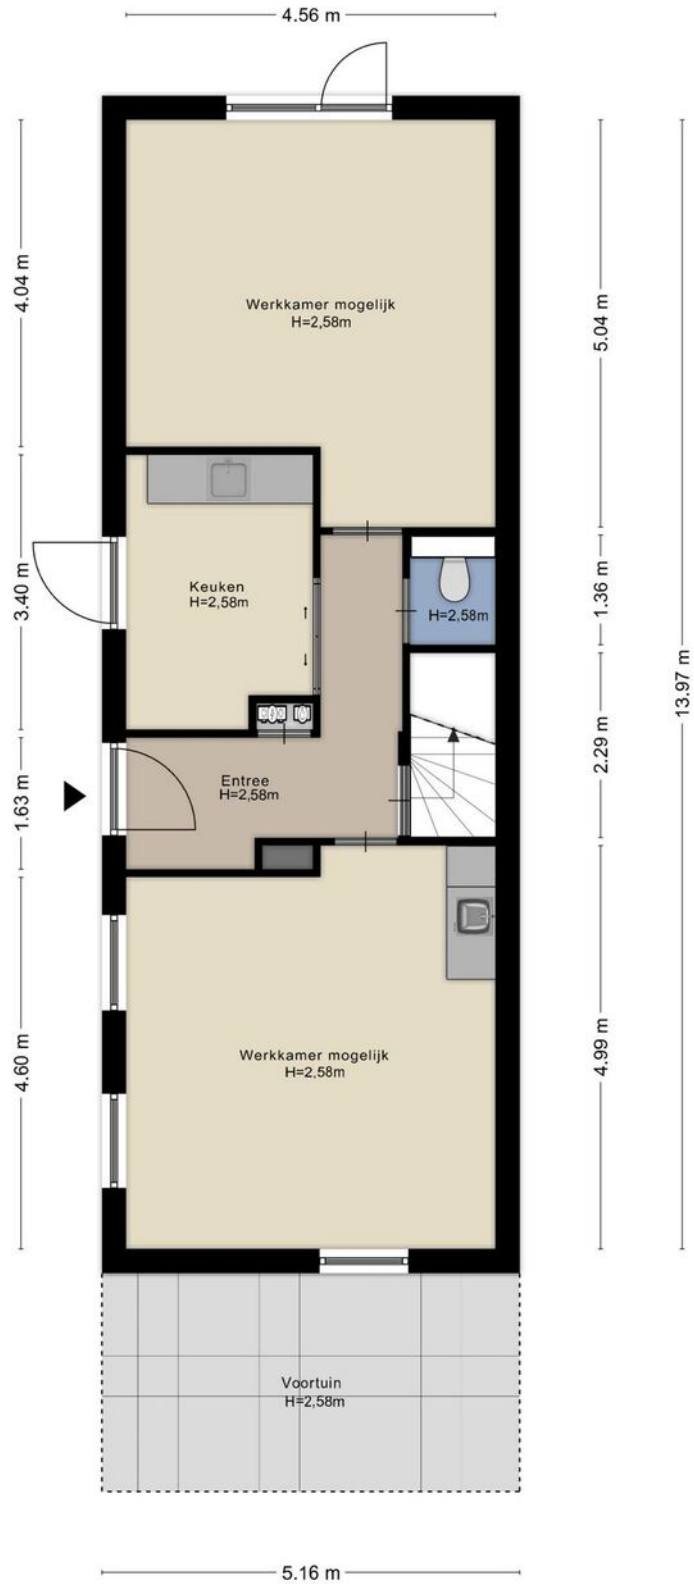 4.56 m
4.04 m
5.04 m
Werkkamer mogelijk
H=2,58m
3.40 m
Keuken
H=2,58m
1.36 m
H=2,58m
13.97 m
2.29 m
1.63 m
Entree
H=2,58m
4.60 m
4.99 m
Werkkamer mogelijk
H=2,58m
Voortuin
H=2,58m
5.16 m